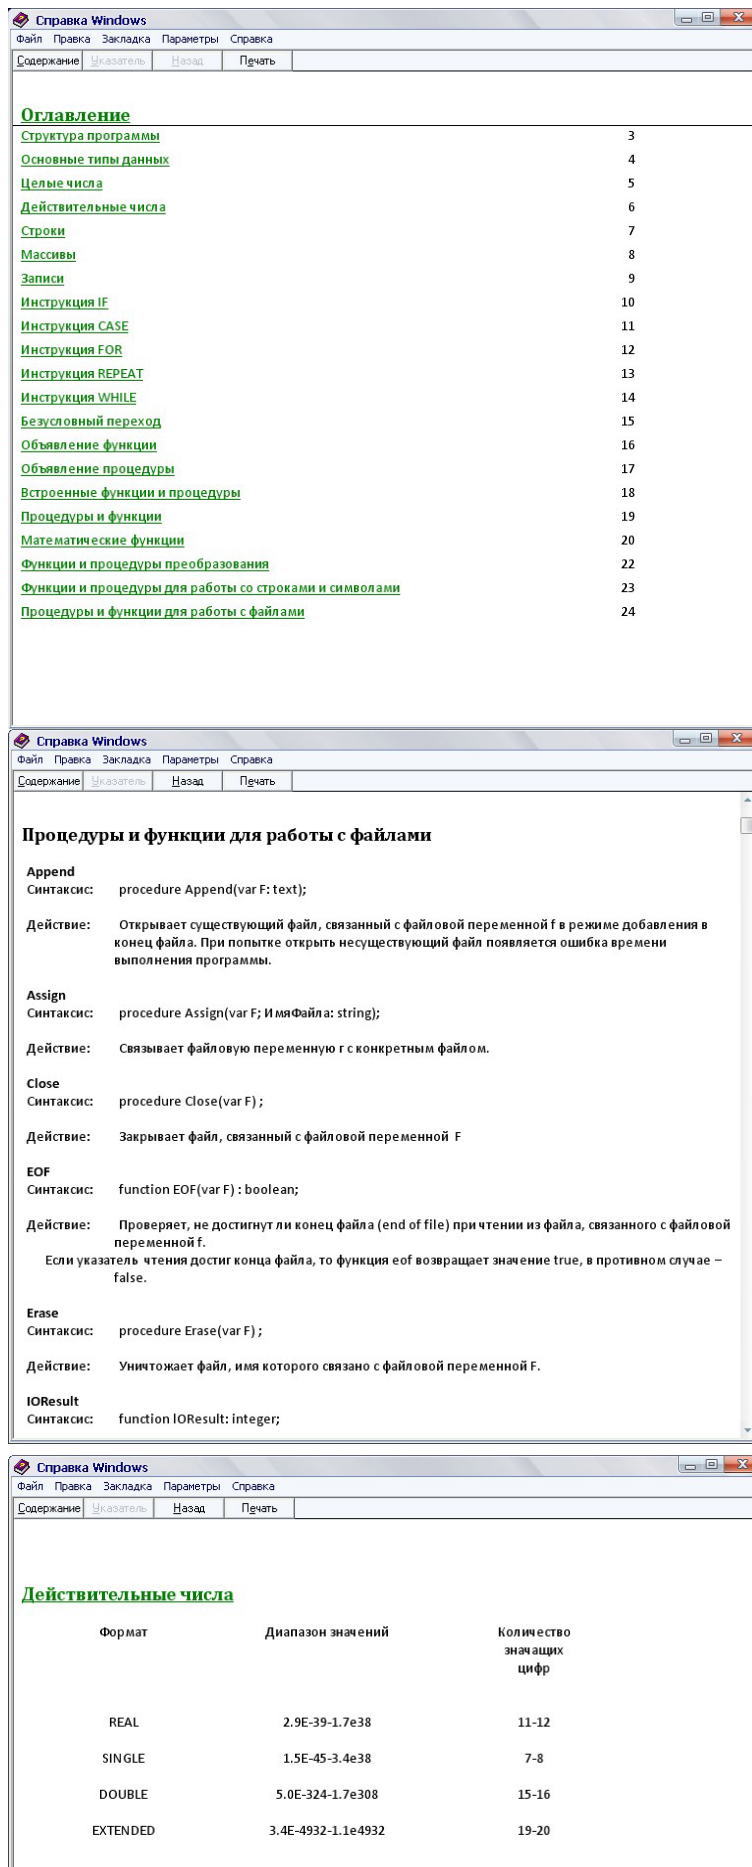 Справка Windows
Файл Правка Закладка Параметры Справка
Содержание Указатель Назад Печать
Оглавление
Структура программы 3
Основные типы данных 4
Целые числа 5
Действительные числа 6
Строки 7
Массивы 8
Записи 9
Инструкция IF 10
Инструкция CASE 11
Инструкция FOR 12
Инструкция REPEAT 13
Инструкция WHILE 14
Безусловный переход 15
Объявление функции 16
Объявление процедуры 17
Встроенные функции и процедуры 18
Процедуры и функции 19
Математические функции 20
Функции и процедуры преобразования 22
Функции и процедуры для работы со строками и символами 23
Процедуры и функции для работы с файлами 24
Справка Windows
Файл Правка Закладка Параметры Справка
Содержание Указатель Назад Печать
Процедуры и функции для работы с файлами
Append
Синтаксис: procedure Append(var F: text);
Действие: Открывает существующий файл, связанный с файловой переменной f в режиме добавления в
конец файла. При попытке открыть несуществующий файл появляется ошибка времени
выполнения программы.
Assign
Синтаксис: procedure Assign(var F; ИмяФайла: string);
Действие: Связывает файловую переменную г с конкретным файлом.
Close
Синтаксис: procedure Close(var F) ;
Действие: Закрывает файл, связанный с файловой переменной F
EOF
Синтаксис: function EOF(var F) : boolean;
Действие: Проверяет, не достигнут ли конец файла (end of file) при чтении из файла, связанного с файловой
переменной f.
Если указатель чтения достиг конца файла, то функция eof возвращает значение true, в противном случае –
false.
Erase
Синтаксис: procedure Erase(var F) ;
Действие: Уничтожает файл, имя которого связано с файловой переменной F.
IOResult
Синтаксис: function lOResult: integer;
Справка Windows
Файл Правка Закладка Параметры Справка
Содержание Указатель Назад Печать
Действительные числа
Формат Диапазон значений Количество
значащих
цифр
REAL 2.9E-39-1.7e38 11-12
SINGLE 1.5E-45-3.4e38 7-8
DOUBLE 5.0E-324-1.7e308 15-16
EXTENDED 3.4E-4932-1.1e4932 19-20